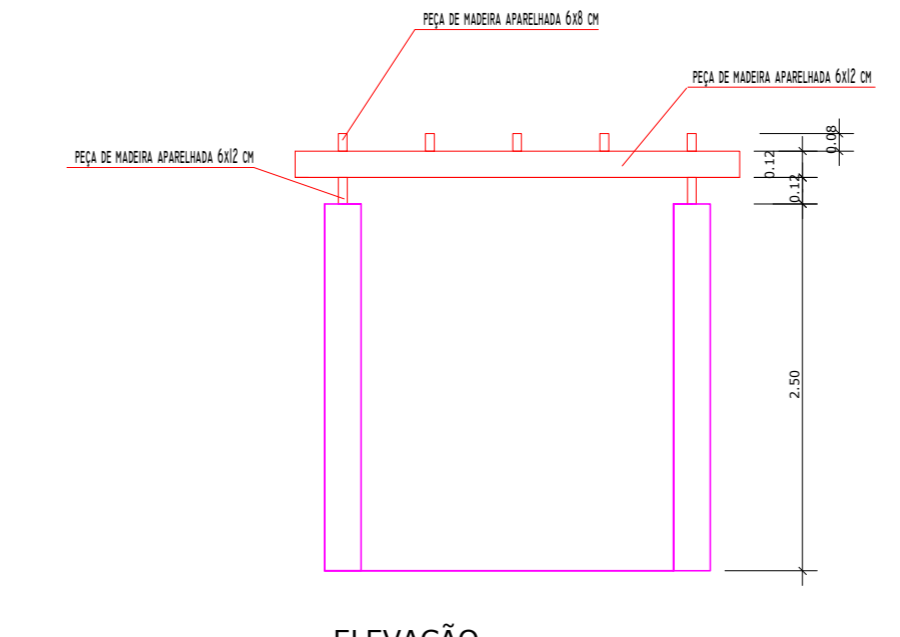 PEÇA DE MADEIRA APARELHADA 6X8 CM
PEÇA DE MADEIRA APARELHADA 6X12 CM
PEÇA DE MADEIRA APARELHADA 6X12 CM
0.08
0.12
0.12
2.50
ELEVAÇÃO